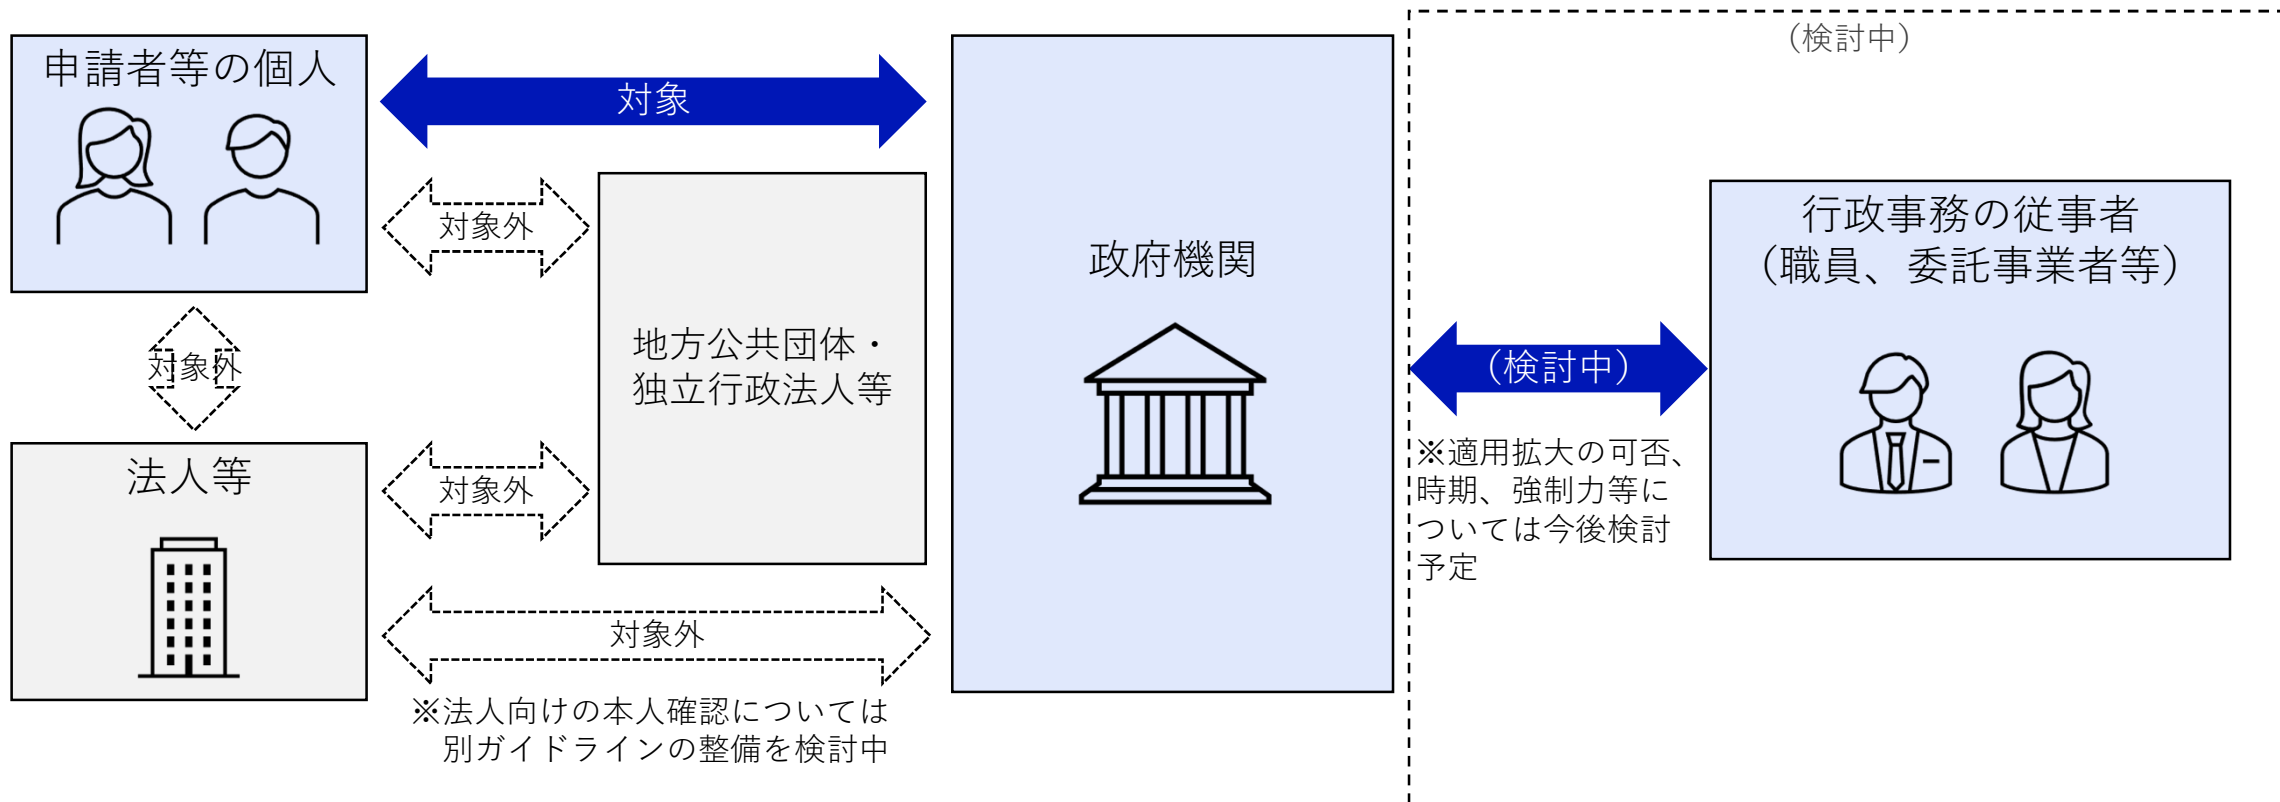 (検討中)
申請者等の個人
対象
対象外
対象外
法人等
対象外
対象外
※法人向けの本人確認については
別ガイドラインの整備を検討中
地方公共団体・
独立行政法人等
政府機関
(検討中)
※適用拡大の可否、
時期、強制力等に
ついては今後検討
予定
行政事務の従事者
(職員、委託事業者等)